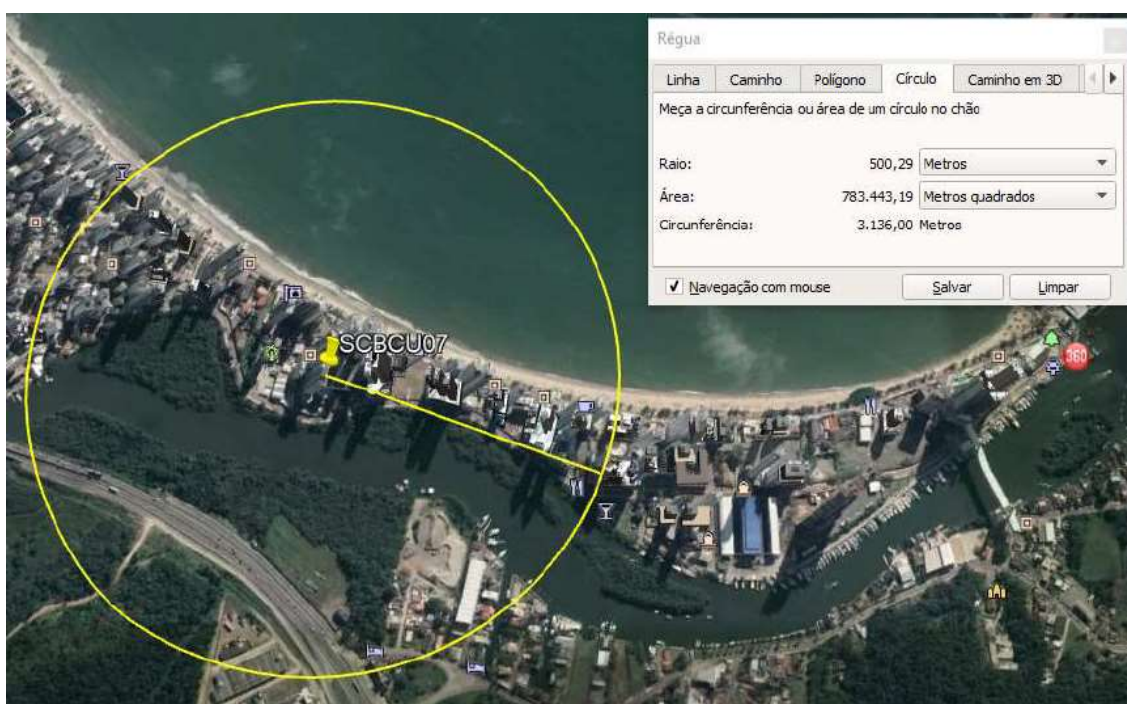 Régua
Linha Caminho Polígono Círculo Caminho em 3D
Meça a circunferência ou área de um círculo no chão
Raio: 500,29 Metros
Área: 783.443,19 Metros quadrados
Circunferência: 3.136,00 Metros
Navegação com mouse Salvar Limpar
SCBCU07
360